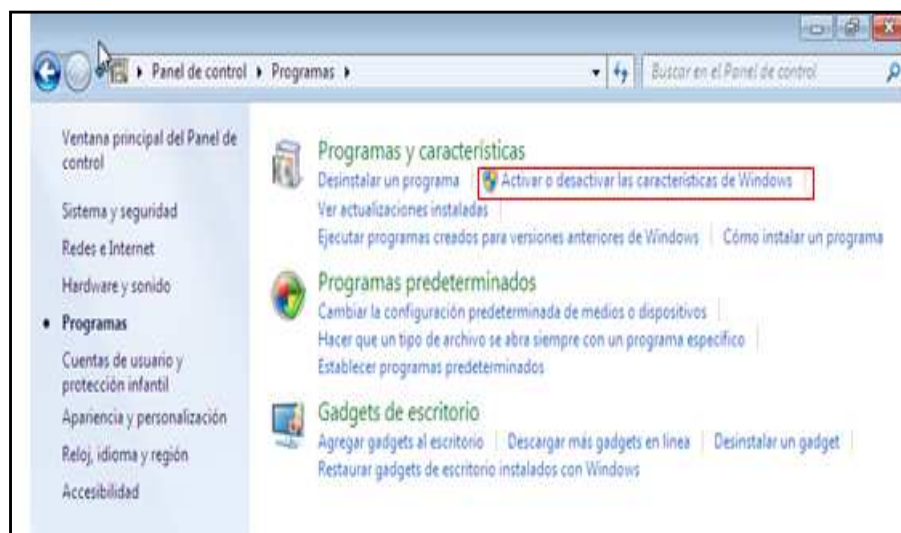 Panel de control Programas
Buscar en el Panel de control
Ventana principal del Panel de
control
Sistema y seguridad
Redes e Internet
Hardware y sonido
Programas
Cuentas de usuario y
protección infantil
Apariencia y personalización
Reloj, idioma y región
Accesibilidad
Programas y características
Desinstalar un programa Activar o desactivar las características de Windows
Ver actualizaciones instaladas
Ejecutar programas creados para versiones anteriores de Windows Cómo instalar un programa
Programas predeterminados
Cambiar la configuración predeterminada de medios o dispositivos
Hacer que un tipo de archivo se abra siempre con un programa específico
Establecer programas predeterminados
Gadgets de escritorio
Agregar gadgets al escritorio Descargar más gadgets en línea Desinstalar un gadget
Restaurar gadgets de escritorio instalados con Windows